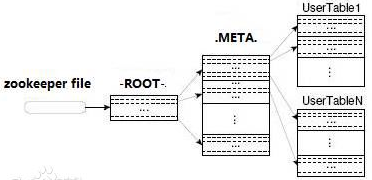 UserTable1
.META.
-ROOT-.
zookeeper file
...
...
...
...
...
...
⋮
⋮
⋮
UserTableN
...
...
⋮